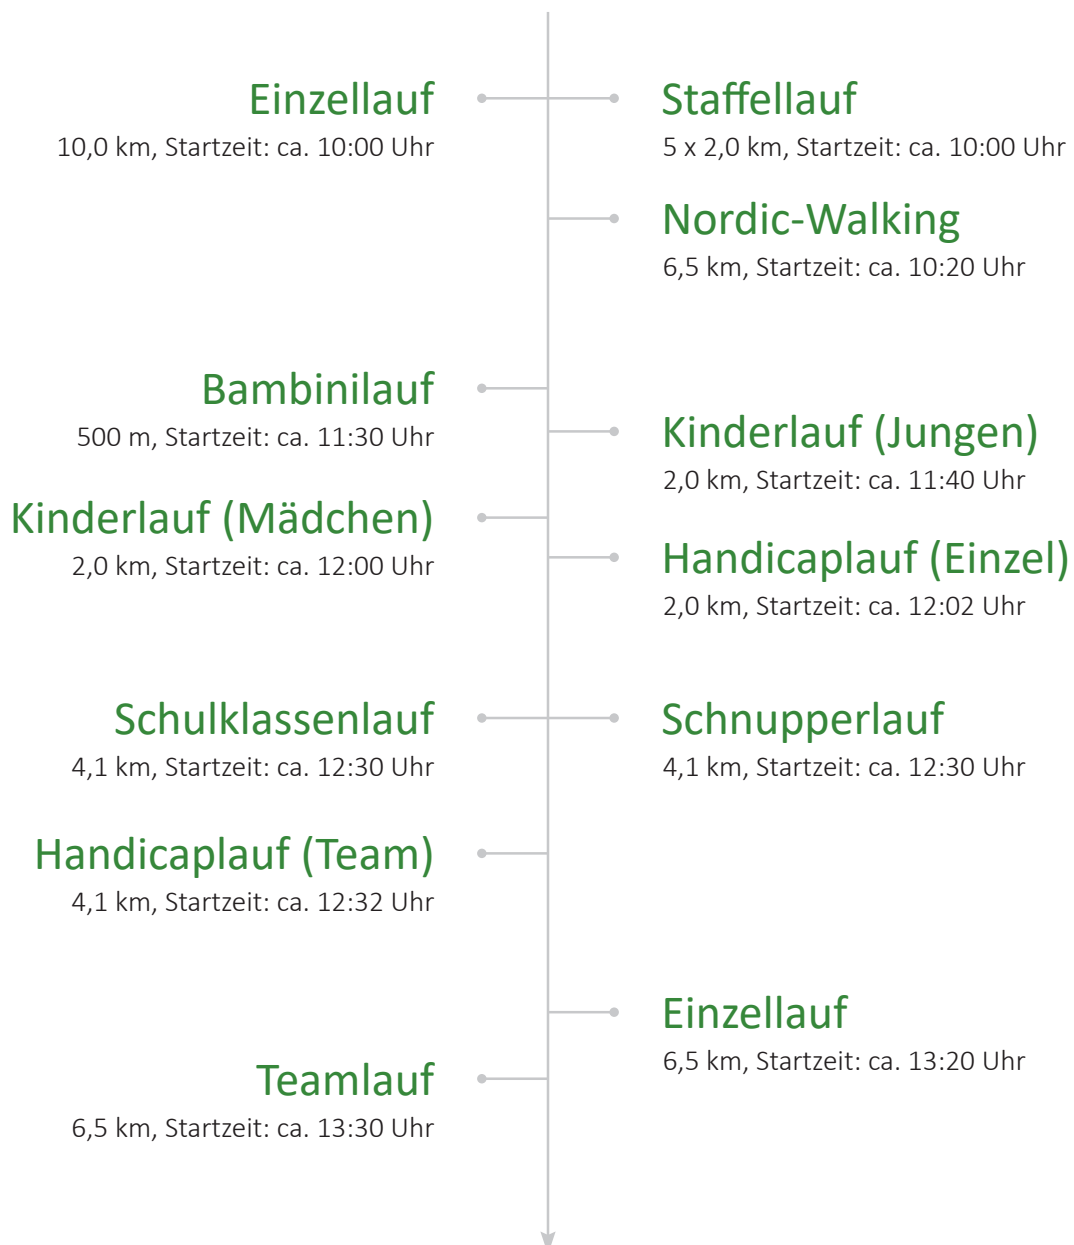 Einzellauf
10,0 km, Startzeit: ca. 10:00 Uhr
Staffellauf
5 x 2,0 km, Startzeit: ca. 10:00 Uhr
Nordic-Walking
6,5 km, Startzeit: ca. 10:20 Uhr
Bambinilauf
500 m, Startzeit: ca. 11:30 Uhr
Kinderlauf (Jungen)
2,0 km, Startzeit: ca. 11:40 Uhr
Kinderlauf (Mädchen)
2,0 km, Startzeit: ca. 12:00 Uhr
Handicaplauf (Einzel)
2,0 km, Startzeit: ca. 12:02 Uhr
Schulklassenlauf
4,1 km, Startzeit: ca. 12:30 Uhr
Schnupperlauf
4,1 km, Startzeit: ca. 12:30 Uhr
Handicaplauf (Team)
4,1 km, Startzeit: ca. 12:32 Uhr
Einzellauf
6,5 km, Startzeit: ca. 13:20 Uhr
Teamlauf
6,5 km, Startzeit: ca. 13:30 Uhr